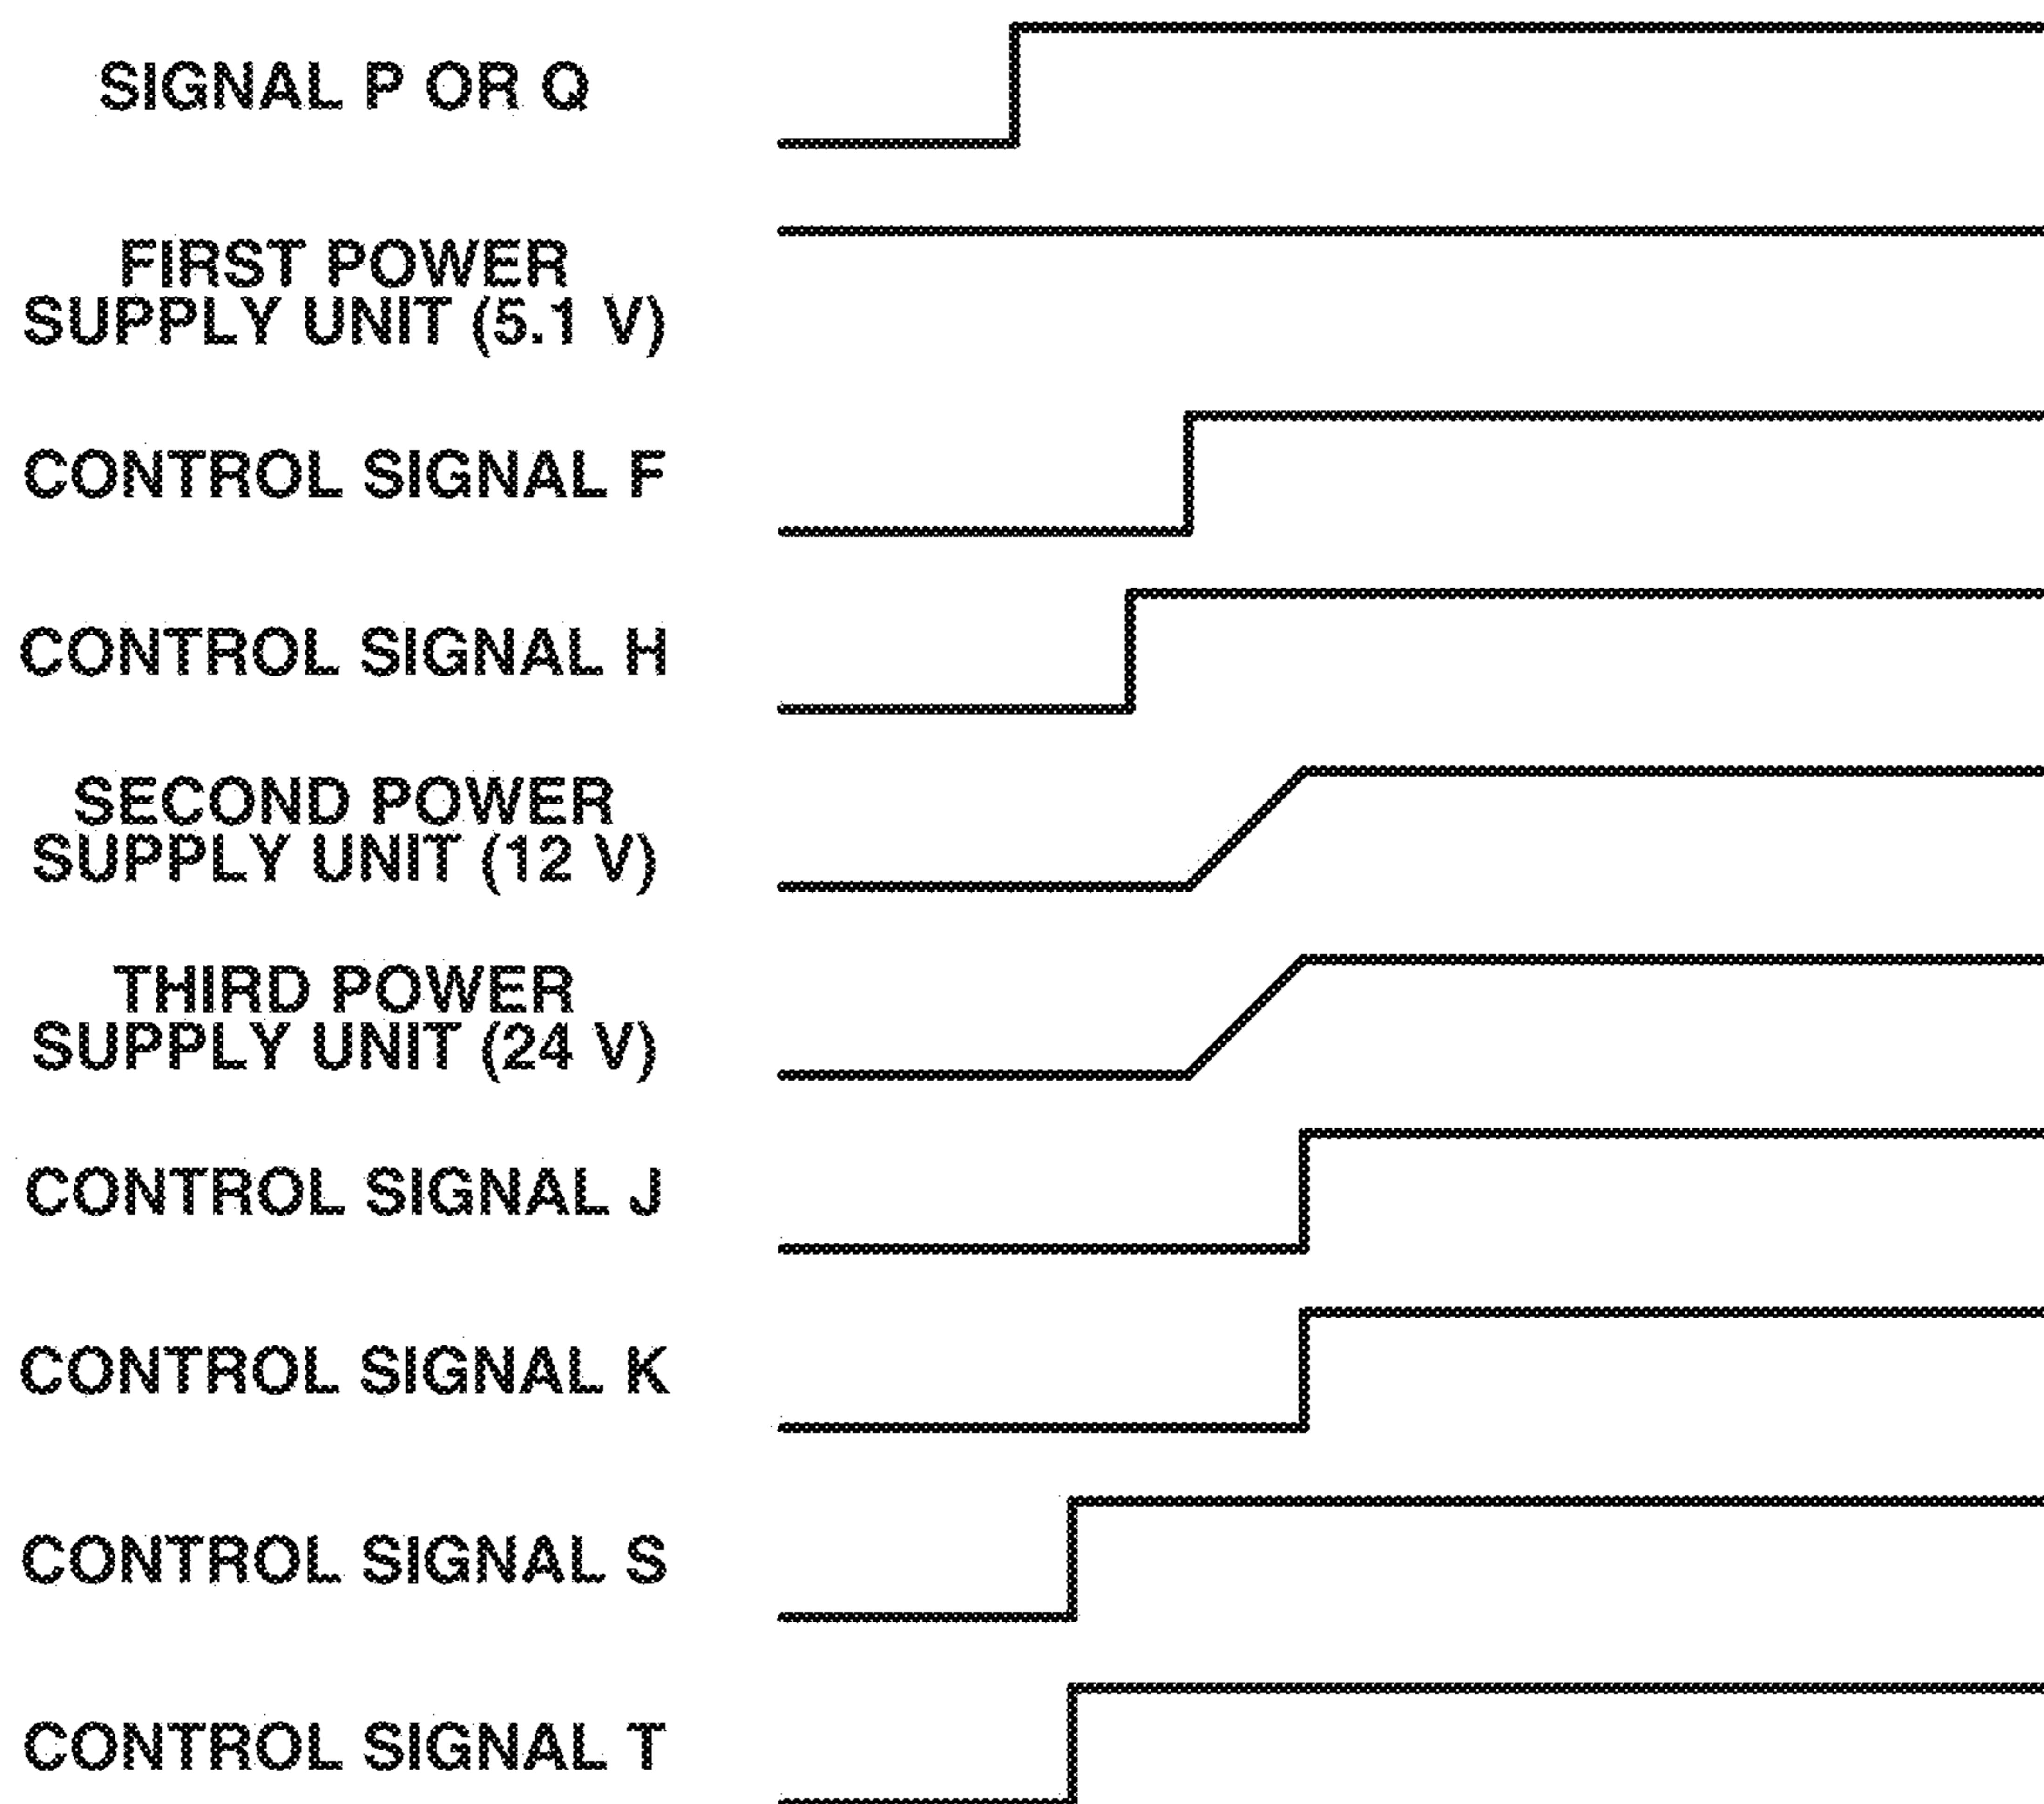 SIGNAL P OR Q
FIRST POWER
SUPPLY UNIT (5.1 V)
CONTROL SIGNAL F
CONTROL SIGNAL H
SECOND POWER
SUPPLY UNIT (12 V)
THIRD POWER
SUPPLY UNIT (24 V)
CONTROL SIGNAL J
CONTROL SIGNAL K
CONTROL SIGNAL S
CONTROL SIGNAL T